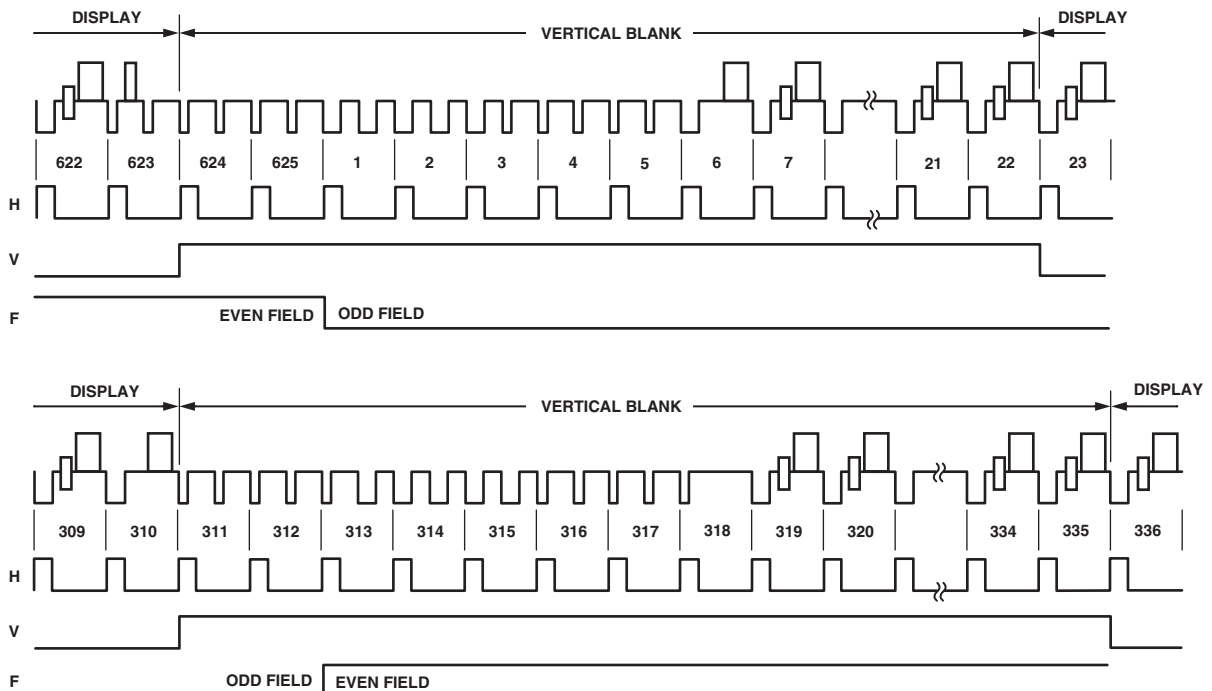 DISPLAY VERTICAL BLANK DISPLAY
622 623 624 625 1 2 3 4 5 6 7 21 22 23
H
V
EVEN FIELD ODD FIELD
F
DISPLAY VERTICAL BLANK DISPLAY
309 310 311 312 313 314 315 316 317 318 319 320 334 335 336
H
V
ODD FIELD EVEN FIELD
F